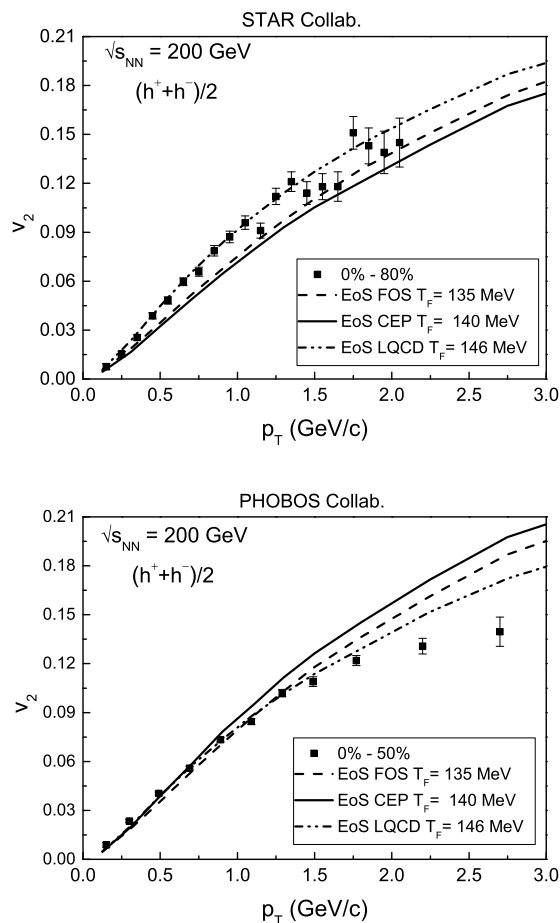 STAR Collab.
√s_NN = 200 GeV
(h⁺+h⁻)/2
v₂
0.21
0.18
0.15
0.12
0.09
0.06
0.03
0.00
0% - 80%
EoS FOS T_F= 135 MeV
EoS CEP T_F= 140 MeV
EoS LQCD T_F= 146 MeV
0.0 0.5 1.0 1.5 2.0 2.5 3.0
p_T (GeV/c)
PHOBOS Collab.
√s_NN = 200 GeV
(h⁺+h⁻)/2
v₂
0.21
0.18
0.15
0.12
0.09
0.06
0.03
0.00
0% - 50%
EoS FOS T_F = 135 MeV
EoS CEP T_F= 140 MeV
EoS LQCD T_F= 146 MeV
0.0 0.5 1.0 1.5 2.0 2.5 3.0
p_T (GeV/c)